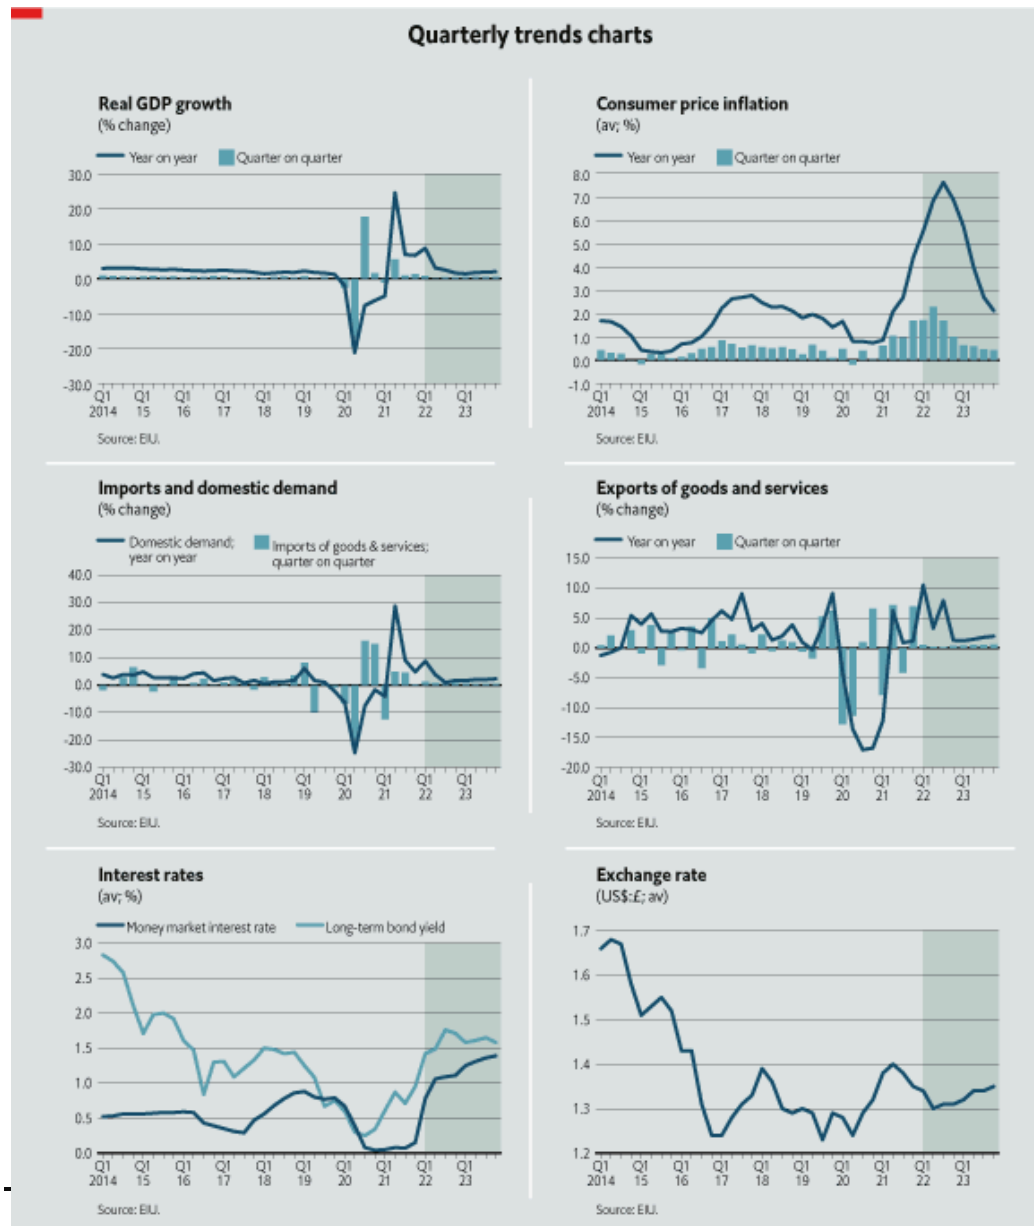 Quarterly trends charts
Real GDP growth
(% change)
Year on year Quarter on quarter
30.0
20.0
10.0
0.0
-10.0
-20.0
-30.0
Q1 Q1 Q1 Q1 Q1 Q1 Q1 Q1 Q1 Q1
2014 15 16 17 18 19 20 21 22 23
Source: EIU.
Consumer price inflation
(av; %)
Year on year Quarter on quarter
8.0
7.0
6.0
5.0
4.0
3.0
2.0
1.0
0.0
-1.0
Q1 Q1 Q1 Q1 Q1 Q1 Q1 Q1 Q1 Q1
2014 15 16 17 18 19 20 21 22 23
Source: EIU.
Imports and domestic demand
(% change)
Domestic demand; Imports of goods & services;
year on year quarter on quarter
40.0
30.0
20.0
10.0
0.0
-10.0
-20.0
-30.0
Q1 Q1 Q1 Q1 Q1 Q1 Q1 Q1 Q1 Q1
2014 15 16 17 18 19 20 21 22 23
Source: EIU.
Exports of goods and services
(% change)
Year on year Quarter on quarter
15.0
10.0
5.0
0.0
-5.0
-10.0
-15.0
-20.0
Q1 Q1 Q1 Q1 Q1 Q1 Q1 Q1 Q1 Q1
2014 15 16 17 18 19 20 21 22 23
Source: EIU.
Interest rates
(av; %)
Money market interest rate Long-term bond yield
3.0
2.5
2.0
1.5
1.0
0.5
0.0
Q1 Q1 Q1 Q1 Q1 Q1 Q1 Q1 Q1 Q1
2014 15 16 17 18 19 20 21 22 23
Source: EIU.
Exchange rate
(US$:£; av)
1.7
1.6
1.5
1.4
1.3
1.2
Q1 Q1 Q1 Q1 Q1 Q1 Q1 Q1 Q1 Q1
2014 15 16 17 18 19 20 21 22 23
Source: EIU.